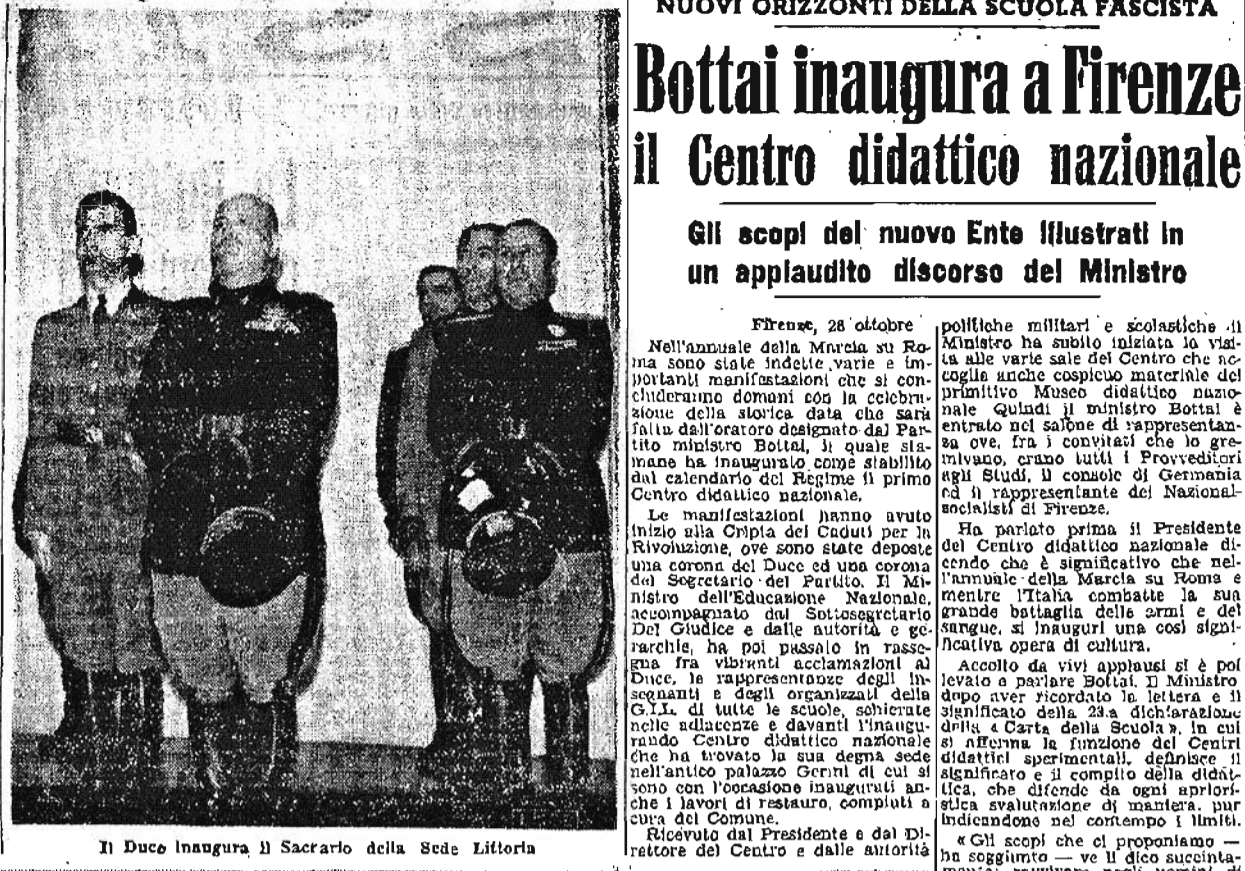 Il Duce inaugura il Sacrario della Sede Littoria
NUOVI ORIZZONTI DELLA SCUOLA FASCISTA
Bottai inaugura a Firenze
il Centro didattico nazionale
Gli scopi del nuovo Ente illustrati in
un applaudito discorso del Ministro
Firenze, 28 ottobre
Nell'annuale della Marcia su Ro-
ma sono state indette varie e im-
portanti manifestazioni che si con-
cluderanno domani con la celebra-
zione della storica data che sarà
fatta dall'oratore designato dal Par-
tito ministro Bottai, il quale sta-
mane ha inaugurato come stabilito
dal calendario del Regime il primo
Centro didattico nazionale.
Le manifestazioni hanno avuto
inizio alla Cripta dei Caduti per la
Rivoluzione, ove sono state deposte
una corona del Duce ed una corona
del Segretario del Partito. Il Mi-
nistro dell'Educazione Nazionale,
accompagnato dal Sottosegretario
Del Giudice e dalle autorità e ge-
rarchie, ha poi passato in rasse-
gna fra vibranti acclamazioni al
Duce, le rappresentanze degli in-
segnanti e degli organizzati della
G.I.L. di tutte le scuole, schierate
nelle adiacenze e davanti l'inaugu-
rando Centro didattico nazionale
che ha trovato la sua degna sede
nell'antico palazzo Gerini di cui si
sono con l'occasione inaugurati an-
che i lavori di restauro, compiuti a
cura del Comune.
Ricevuto dal Presidente e dal Di-
rettore del Centro e dalle autorità
politiche militari e scolastiche il
Ministro ha subito iniziata la visi-
ta alle varie sale del Centro che ac-
coglie anche cospicuo materiale del
primitivo Museo didattico nazio-
nale Quindi il ministro Bottai è
entrato nel salone di rappresentan-
za ove, fra i convitati che lo gre-
mivano, erano tutti i Provveditori
agli Studi, il console di Germania
ed il rappresentante dei Nazional-
socialisti di Firenze.
Ha parlato prima il Presidente
del Centro didattico nazionale di-
cendo che è significativo che nel-
l'annuale della Marcia su Roma e
mentre l'Italia combatte la sua
grande battaglia delle armi e del
sangue, si inauguri una così signi-
ficativa opera di cultura.
Accolto da vivi applausi si è poi
levato a parlare Bottai. Il Ministro
dopo aver ricordato la lettera e il
significato della 23.a dichiarazione
della «Carta della Scuola», in cui
si afferma la funzione dei Centri
didattici sperimentali, definisce il
significato e il compito della didat-
tica, che difende da ogni apriori-
stica svalutazione di maniera, pur
indicandone nel contempo i limiti.
«Gli scopi che ci proponiamo —
ha soggiunto — ve li dico succinta-